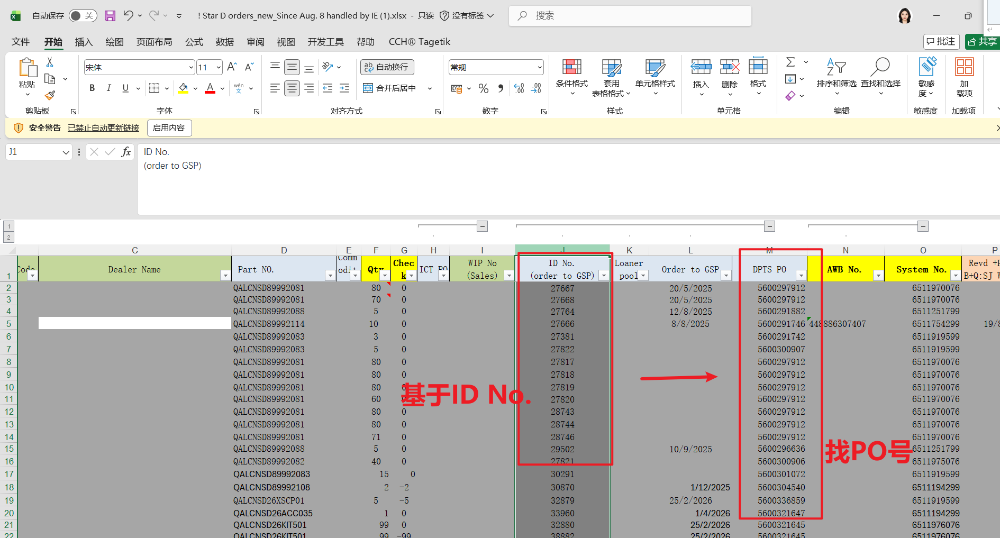 自动保存 关 ! Star D orders_new_Since Aug. 8 handled by IE (1).xlsx - 只读 没有标签 搜索
文件 开始 插入 绘图 页面布局 公式 数据 审阅 视图 开发工具 帮助 CCH® Tagetik 批注 共享
粘贴 宋体 11 自动换行 常规 条件格式 套用 表格格式 单元格样式 插入 删除 格式 排序和筛选 查找和选择 敏感度 加载项
B I U 合并后居中
剪贴板 字体 对齐方式 数字 样式 单元格 编辑 敏感度 加载项
安全警告 已禁止自动更新链接 启用内容
J1 fx ID No.
(order to GSP)
1
2
C D E F G H I J K L M N O P
1 Code Dealer Name Part NO. Comm odit Qty Chec k ICT PO WIP No (Sales) ID No. (order to GSP) Loaner pool Order to GSP DPTS PO AWB No. System No. Revd B+Q:SJ
2 QALCNSD89992081 80 0 27667 20/5/2025 5600297912 6511970076
3 QALCNSD89992081 70 0 27668 20/5/2025 5600297912 6511970076
4 QALCNSD89992088 5 0 27764 12/8/2025 5600291882 6511251799
5 QALCNSD89992114 10 0 27666 8/8/2025 5600291746 448886307407 6511754299 19/8
6 QALCNSD89992083 3 0 27381 5600291742 6511919599
7 QALCNSD89992083 5 0 27822 5600300907 6511919599
8 QALCNSD89992081 80 0 27817 5600297912 6511970076
9 QALCNSD89992081 80 0 27818 5600297912 6511970076
10 QALCNSD89992081 80 0 27819 5600297912 6511970076
基于ID No.
11 QALCNSD89992081 60 27820 5600297912 6511970076
12 QALCNSD89992081 80 0 28743 5600297912 6511970076
13 QALCNSD89992081 80 0 28744 5600297912 6511970076
14 QALCNSD89992081 71 0 28746 5600297912 6511970076
15 QALCNSD89992088 5 0 29502 10/9/2025 5600296636 6511251799
找PO号
16 QALCNSD89992082 40 0 27821 5600300906 6511975076
17 QALCNSD89992083 15 0 30291 5600301072 6511919599
18 QALCNSD89992108 2 -2 30870 1/12/2025 5600304540 6511194299
19 QALCNSD26XSCP01 5 -5 32879 25/2/2026 5600336859 6511919599
20 QALCNSD26ACC035 1 0 33960 1/4/2026 5600321647 6511194299
21 QALCNSD26KIT501 99 0 32880 25/2/2026 5600321645 6511976076
22 QALCNSD26KIT501 99 -99 38882 25/2/2026 5600321645 6511976076